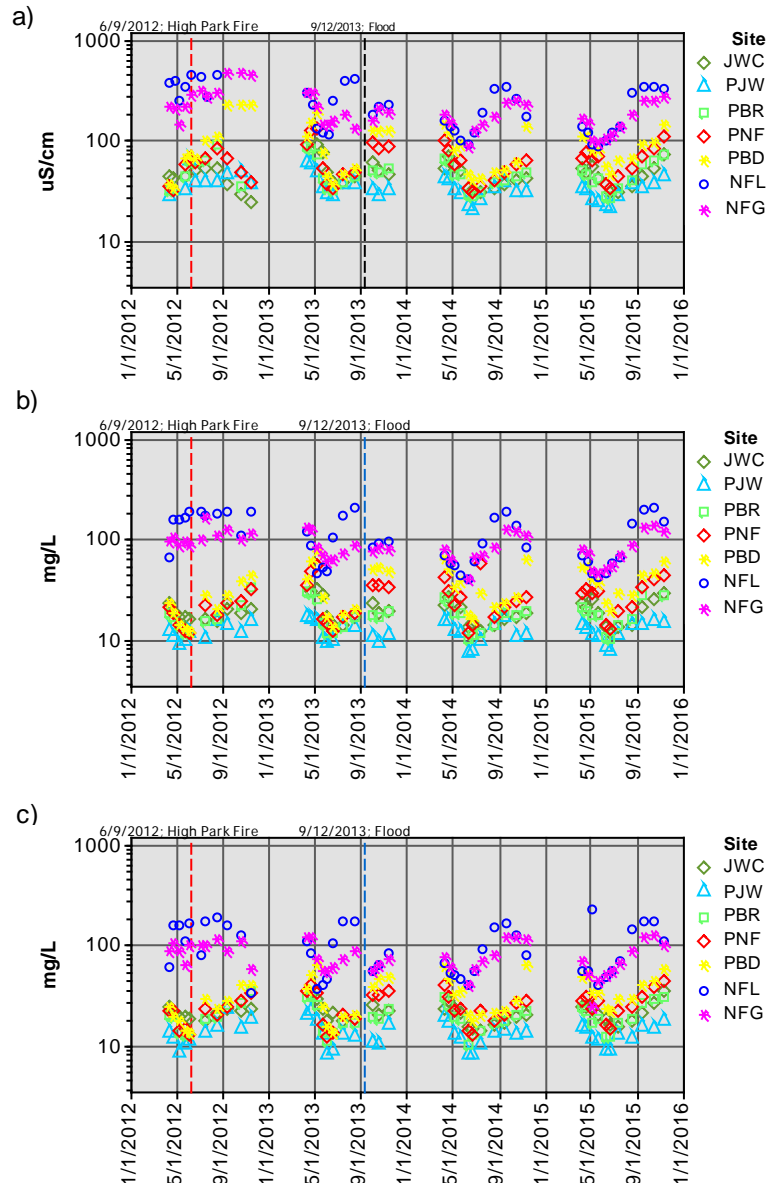 a)
6/9/2012; High Park Fire 9/12/2013; Flood
Site
JWC
PJW
PBR
PNF
PBD
NFL
NFG
uS/cm
1000
100
10
1/1/2012
5/1/2012
9/1/2012
1/1/2013
5/1/2013
9/1/2013
1/1/2014
5/1/2014
9/1/2014
1/1/2015
5/1/2015
9/1/2015
1/1/2016
b)
6/9/2012; High Park Fire 9/12/2013; Flood
Site
JWC
PJW
PBR
PNF
PBD
NFL
NFG
mg/L
1000
100
10
1/1/2012
5/1/2012
9/1/2012
1/1/2013
5/1/2013
9/1/2013
1/1/2014
5/1/2014
9/1/2014
1/1/2015
5/1/2015
9/1/2015
1/1/2016
c)
6/9/2012; High Park Fire 9/12/2013; Flood
Site
JWC
PJW
PBR
PNF
PBD
NFL
NFG
mg/L
1000
100
10
1/1/2012
5/1/2012
9/1/2012
1/1/2013
5/1/2013
9/1/2013
1/1/2014
5/1/2014
9/1/2014
1/1/2015
5/1/2015
9/1/2015
1/1/2016